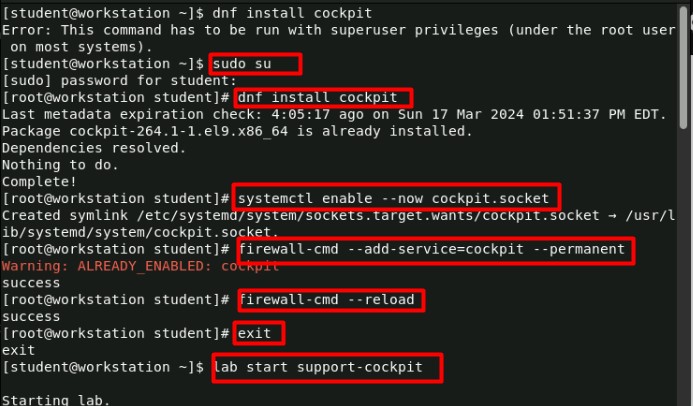 [student@workstation ~]$ dnf install cockpit
Error: This command has to be run with superuser privileges (under the root user
 on most systems).
[student@workstation ~]$ sudo su
[sudo] password for student:
[root@workstation student]# dnf install cockpit
Last metadata expiration check: 4:05:17 ago on Sun 17 Mar 2024 01:51:37 PM EDT.
Package cockpit-264.1-1.el9.x86_64 is already installed.
Dependencies resolved.
Nothing to do.
Complete!
[root@workstation student]# systemctl enable --now cockpit.socket
Created symlink /etc/systemd/system/sockets.target.wants/cockpit.socket → /usr/l
ib/systemd/system/cockpit.socket.
[root@workstation student]# firewall-cmd --add-service=cockpit --permanent
Warning: ALREADY_ENABLED: cockpit
success
[root@workstation student]# firewall-cmd --reload
success
[root@workstation student]# exit
exit
[student@workstation ~]$ lab start support-cockpit
Starting lab.